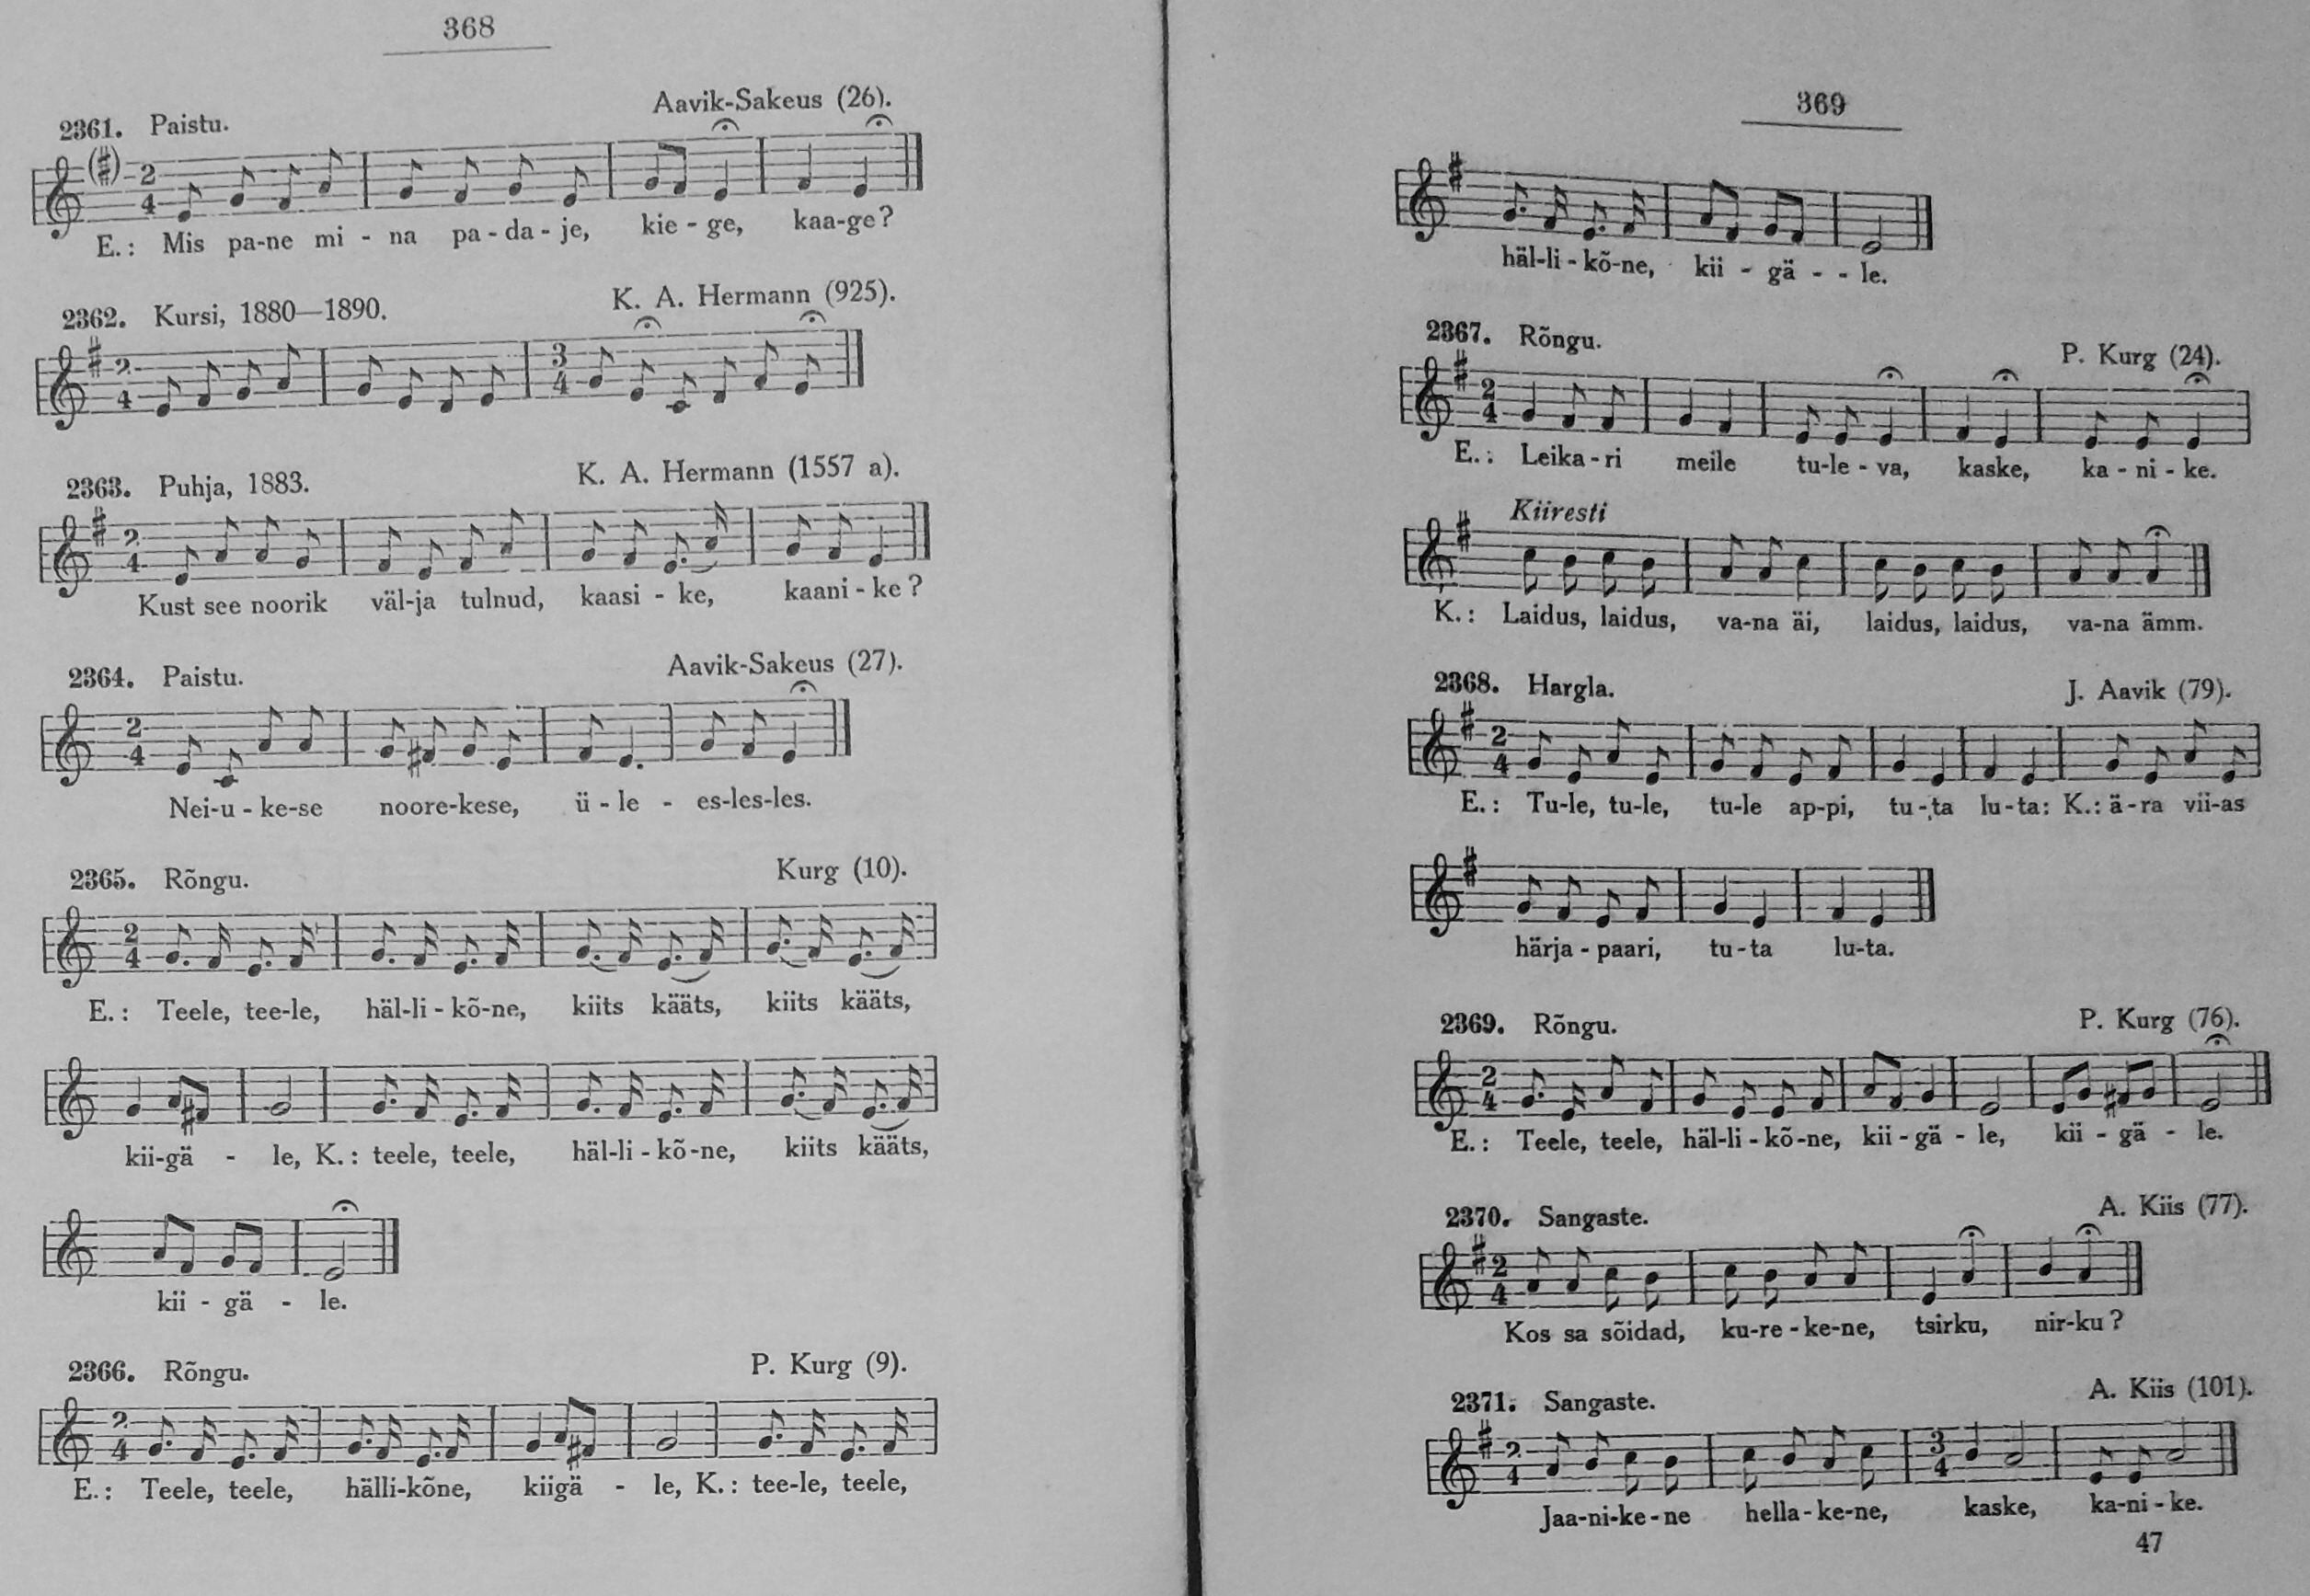 368
2361. Paistu. Aavik-Sakeus (26).
E.: Mis pa-ne mi - na pa - da - je, kie - ge, kaa-ge?
2362. Kursi, 1880—1890. K. A. Hermann (925).
2363. Puhja, 1883. K. A. Hermann (1557 a).
Kust see noorik väl-ja tulnud, kaasi - ke, kaani - ke?
2364. Paistu. Aavik-Sakeus (27).
Nei-u - ke-se noore-kese, ü - le - es-les-les.
2365. Rõngu. Kurg (10).
E.: Teele, tee-le, häl-li - kõ-ne, kiits kääts, kiits kääts,
kii-gä - le, K.: teele, teele, häl-li - kõ-ne, kiits kääts,
kii - gä - le.
2366. Rõngu. P. Kurg (9).
E.: Teele, teele, hälli-kõne, kiigä - le, K.: tee-le, teele,
369
häl-li - kõ-ne, kii - gä - - le.
2367. Rõngu. P. Kurg (24).
E.: Leika - ri meile tu-le - va, kaske, ka - ni - ke.
Kiiresti
K.: Laidus, laidus, va-na äi, laidus, laidus, va-na ämm.
2368. Hargla. J. Aavik (79).
E.: Tu-le, tu-le, tu-le ap-pi, tu-ta lu-ta: K.: ä-ra vii-as
härja - paari, tu-ta lu-ta.
2369. Rõngu. P. Kurg (76).
E.: Teele, teele, häl-li - kõ-ne, kii - gä - le, kii - gä - le.
2370. Sangaste. A. Kiis (77).
Kos sa sõidad, ku-re - ke-ne, tsirku, nir-ku?
2371. Sangaste. A. Kiis (101).
Jaa-ni-ke - ne hella - ke-ne, kaske, ka-ni - ke.
47